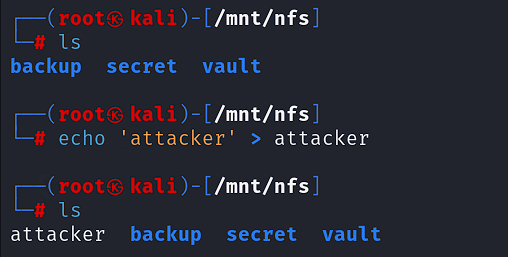 ┌──(root㉿kali)-[/mnt/nfs]
└─# ls
backup  secret  vault
┌──(root㉿kali)-[/mnt/nfs]
└─# echo 'attacker' > attacker
┌──(root㉿kali)-[/mnt/nfs]
└─# ls
attacker  backup  secret  vault